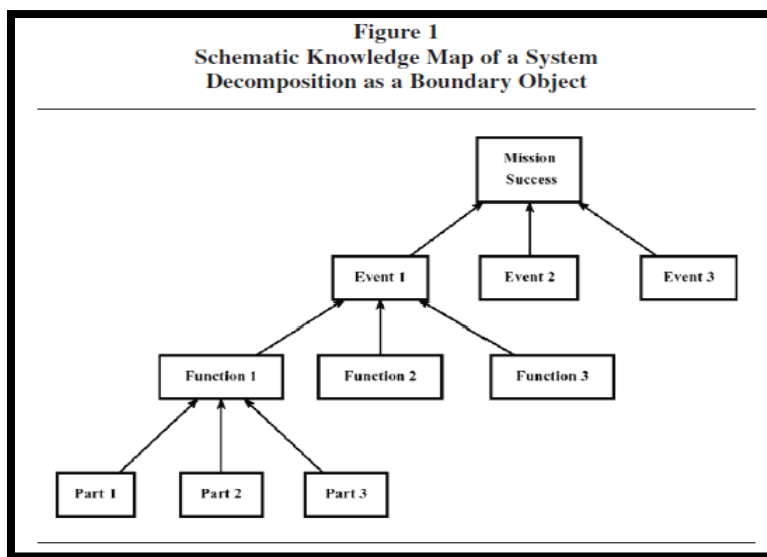 Figure 1
Schematic Knowledge Map of a System
Decomposition as a Boundary Object
Mission
Success
Event 1
Event 2
Event 3
Function 1
Function 2
Function 3
Part 1
Part 2
Part 3